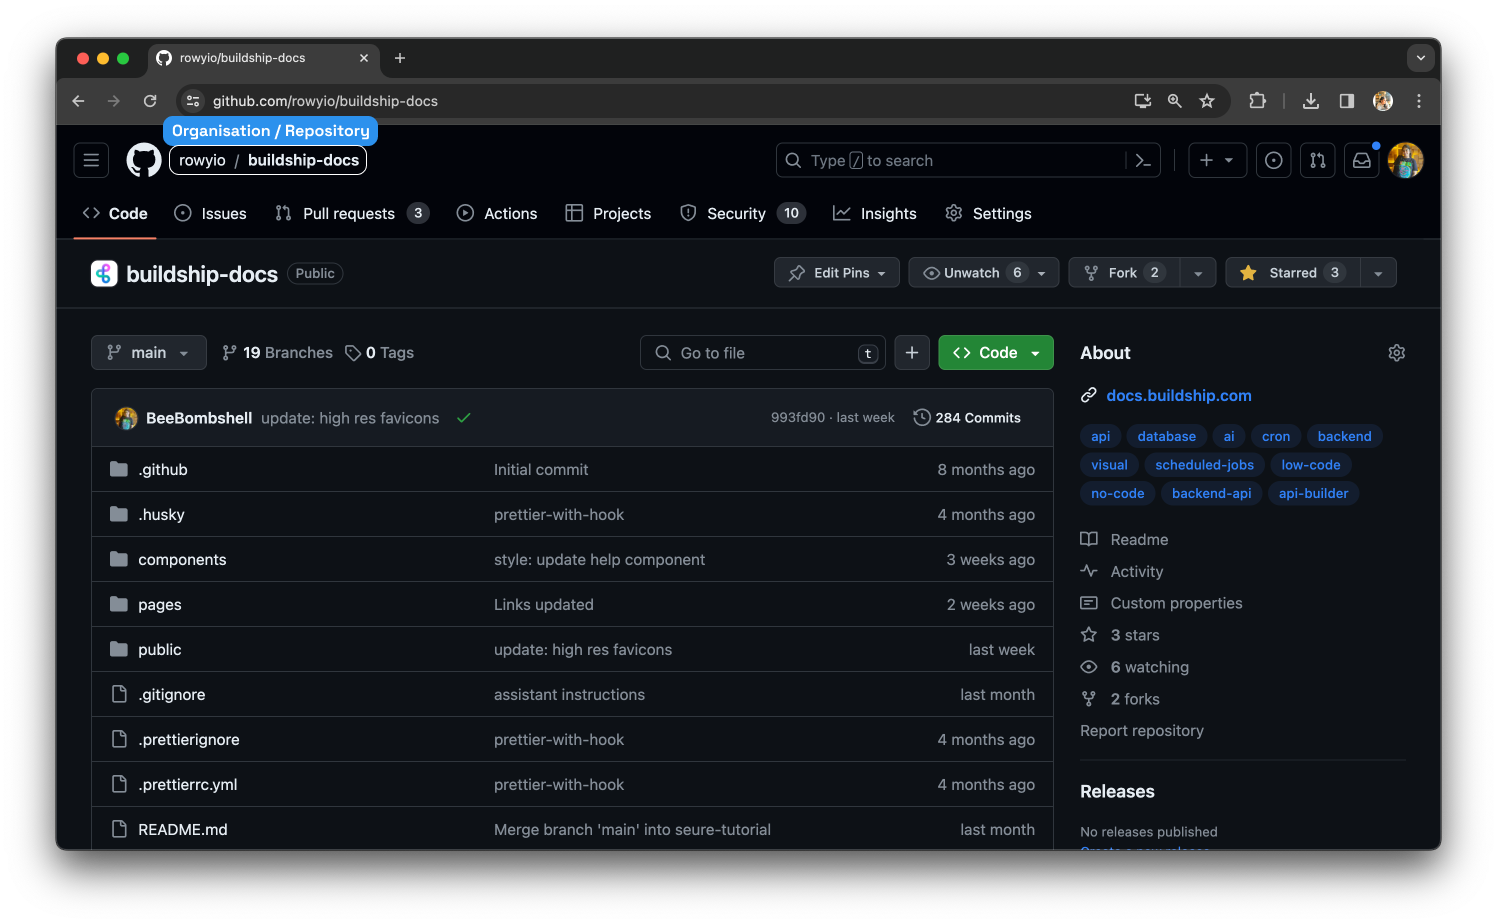 rowyio/buildship-docs
github.com/rowyio/buildship-docs
Organisation / Repository
rowyio / buildship-docs
Type / to search
Code Issues Pull requests 3 Actions Projects Security 10 Insights Settings
buildship-docs Public
Edit Pins Unwatch 6 Fork 2 Starred 3
main 19 Branches 0 Tags
Go to file t
Code
BeeBombshell update: high res favicons 993fd90 · last week 284 Commits
.github Initial commit 8 months ago
.husky prettier-with-hook 4 months ago
components style: update help component 3 weeks ago
pages Links updated 2 weeks ago
public update: high res favicons last week
.gitignore assistant instructions last month
.prettierignore prettier-with-hook 4 months ago
.prettierrc.yml prettier-with-hook 4 months ago
README.md Merge branch 'main' into seure-tutorial last month
About
docs.buildship.com
api database ai cron backend
visual scheduled-jobs low-code
no-code backend-api api-builder
Readme
Activity
Custom properties
3 stars
6 watching
2 forks
Report repository
Releases
No releases published